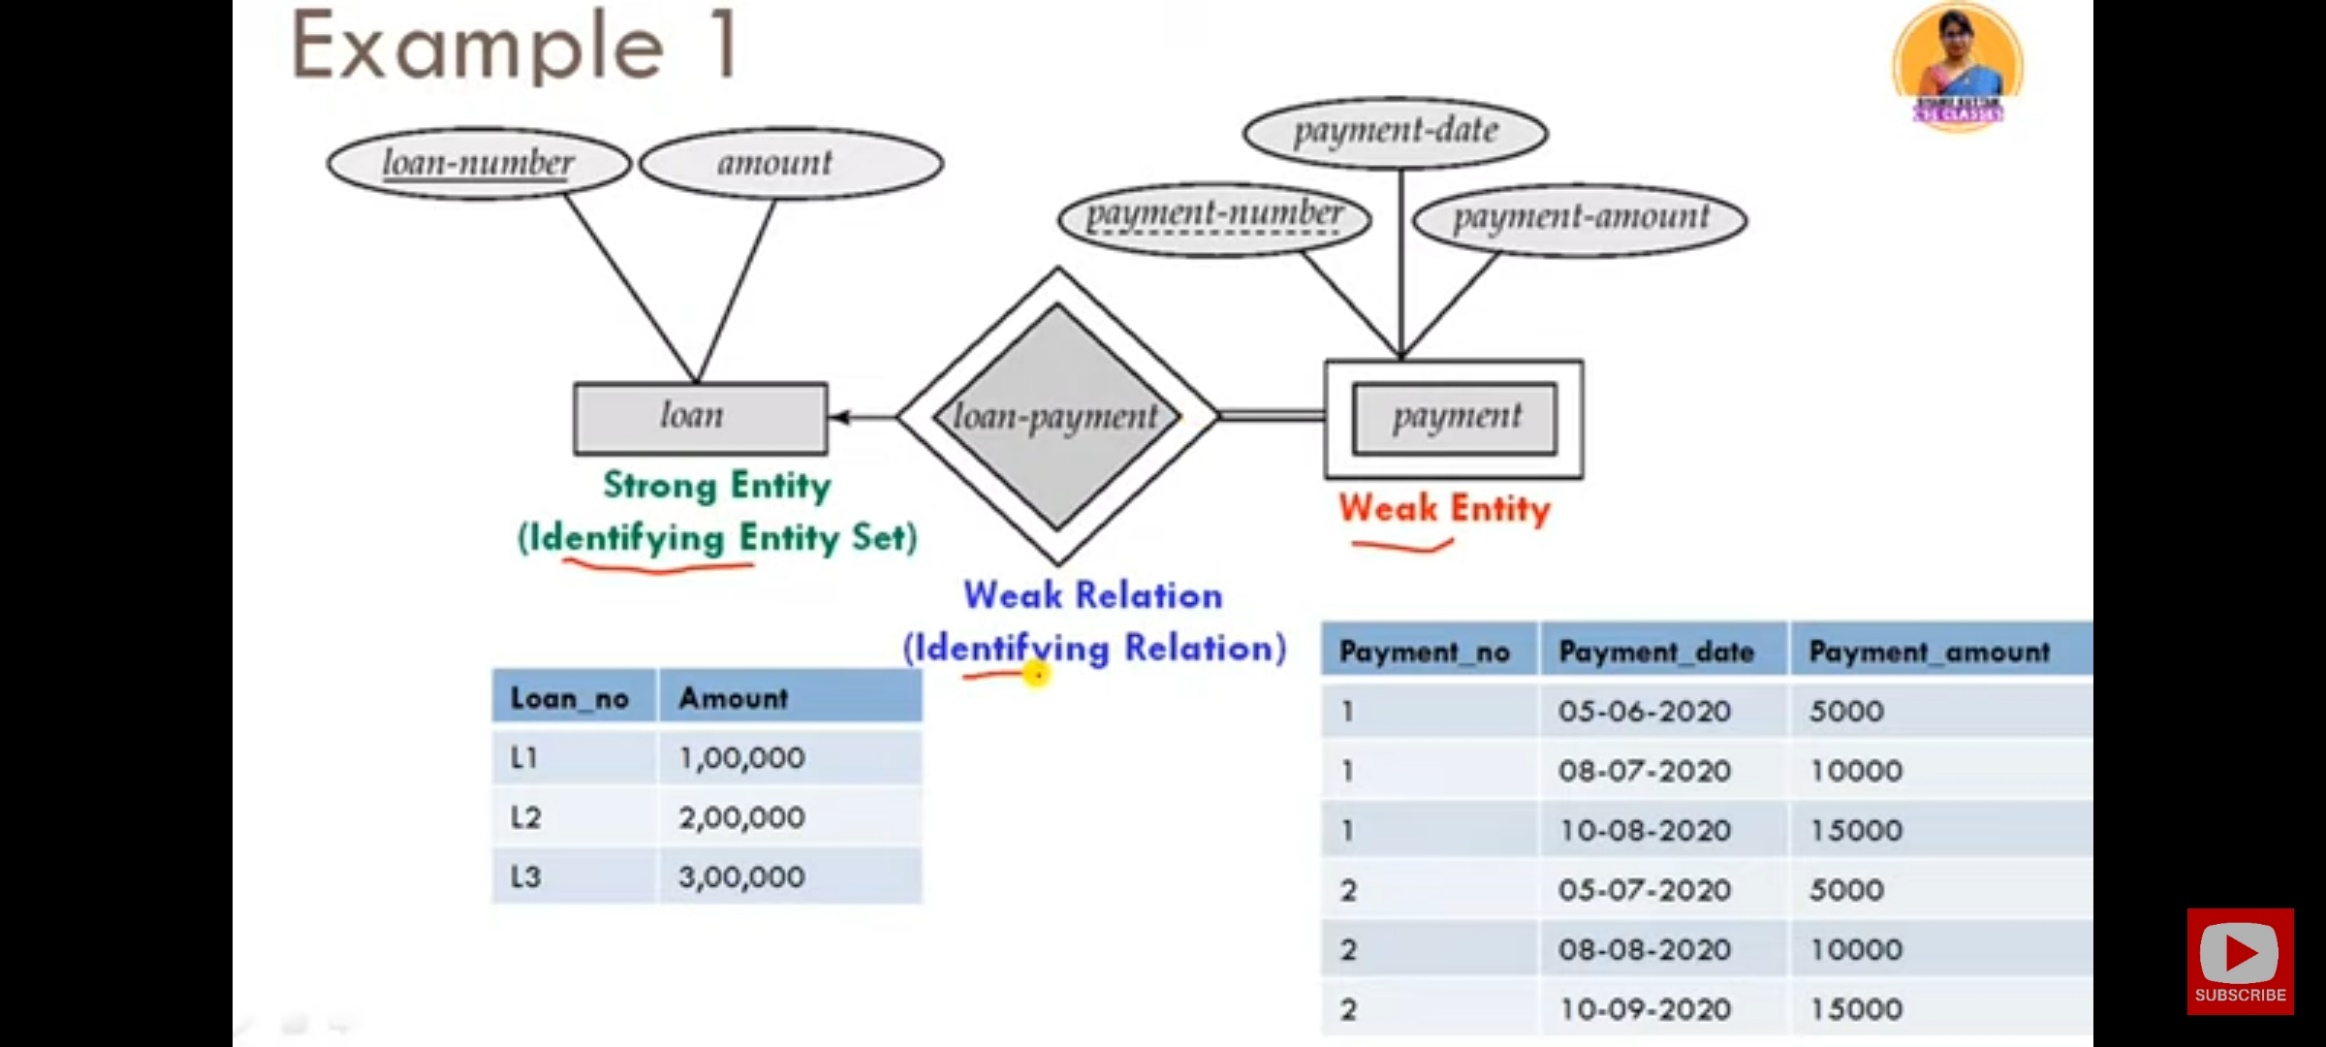 Example 1
payment-date
loan-number
amount
payment-number
payment-amount
loan
loan-payment
payment
Strong Entity
(Identifying Entity Set)
Weak Entity
Weak Relation
(Identifying Relation)
Loan_no Amount
L1 1,00,000
L2 2,00,000
L3 3,00,000
Payment_no Payment_date Payment_amount
1 05-06-2020 5000
1 08-07-2020 10000
1 10-08-2020 15000
2 05-07-2020 5000
2 08-08-2020 10000
2 10-09-2020 15000
CSE CLASSES
SUBSCRIBE